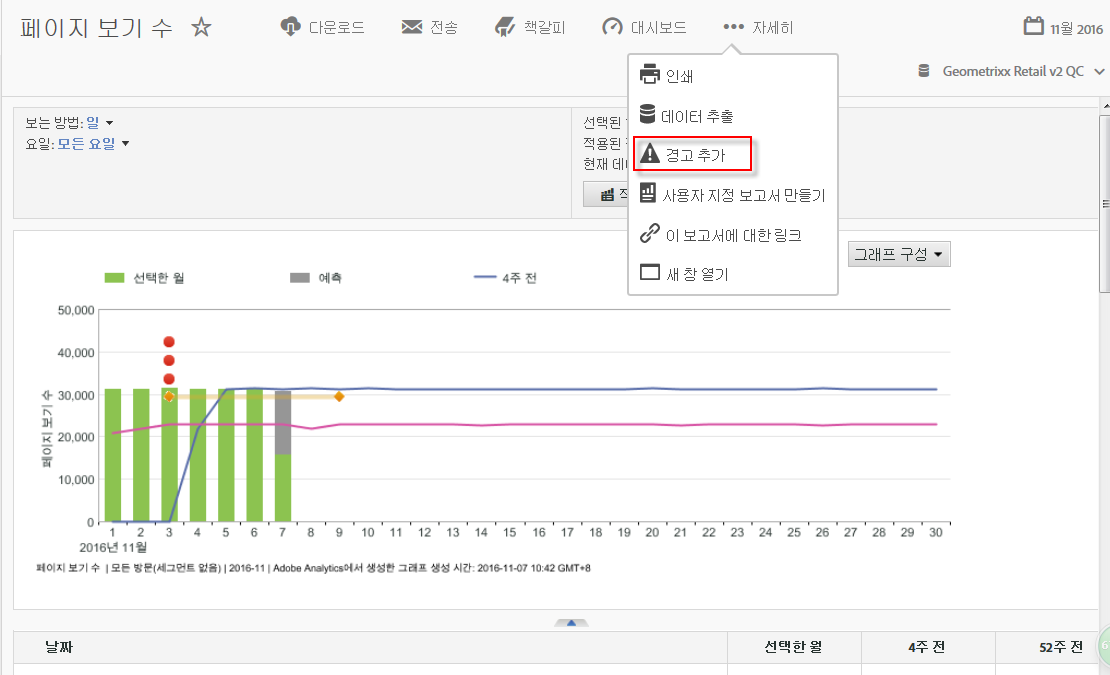 페이지 보기 수
다운로드
전송
책갈피
대시보드
자세히
11월 2016
Geometrixx Retail v2 QC
인쇄
데이터 추출
경고 추가
사용자 지정 보고서 만들기
이 보고서에 대한 링크
새 창 열기
보는 방법: 일
요일: 모든 요일
선택된
적용된
현재 데이
그래프 구성
선택한 월
예측
4주 전
50,000
40,000
30,000
20,000
10,000
0
페이지 보기 수
1 2 3 4 5 6 7 8 9 10 11 12 13 14 15 16 17 18 19 20 21 22 23 24 25 26 27 28 29 30
2016년 11월
페이지 보기 수 | 모든 방문(세그먼트 없음) | 2016-11 | Adobe Analytics에서 생성한 그래프 생성 시간: 2016-11-07 10:42 GMT+8
날짜
선택한 월
4주 전
52주 전